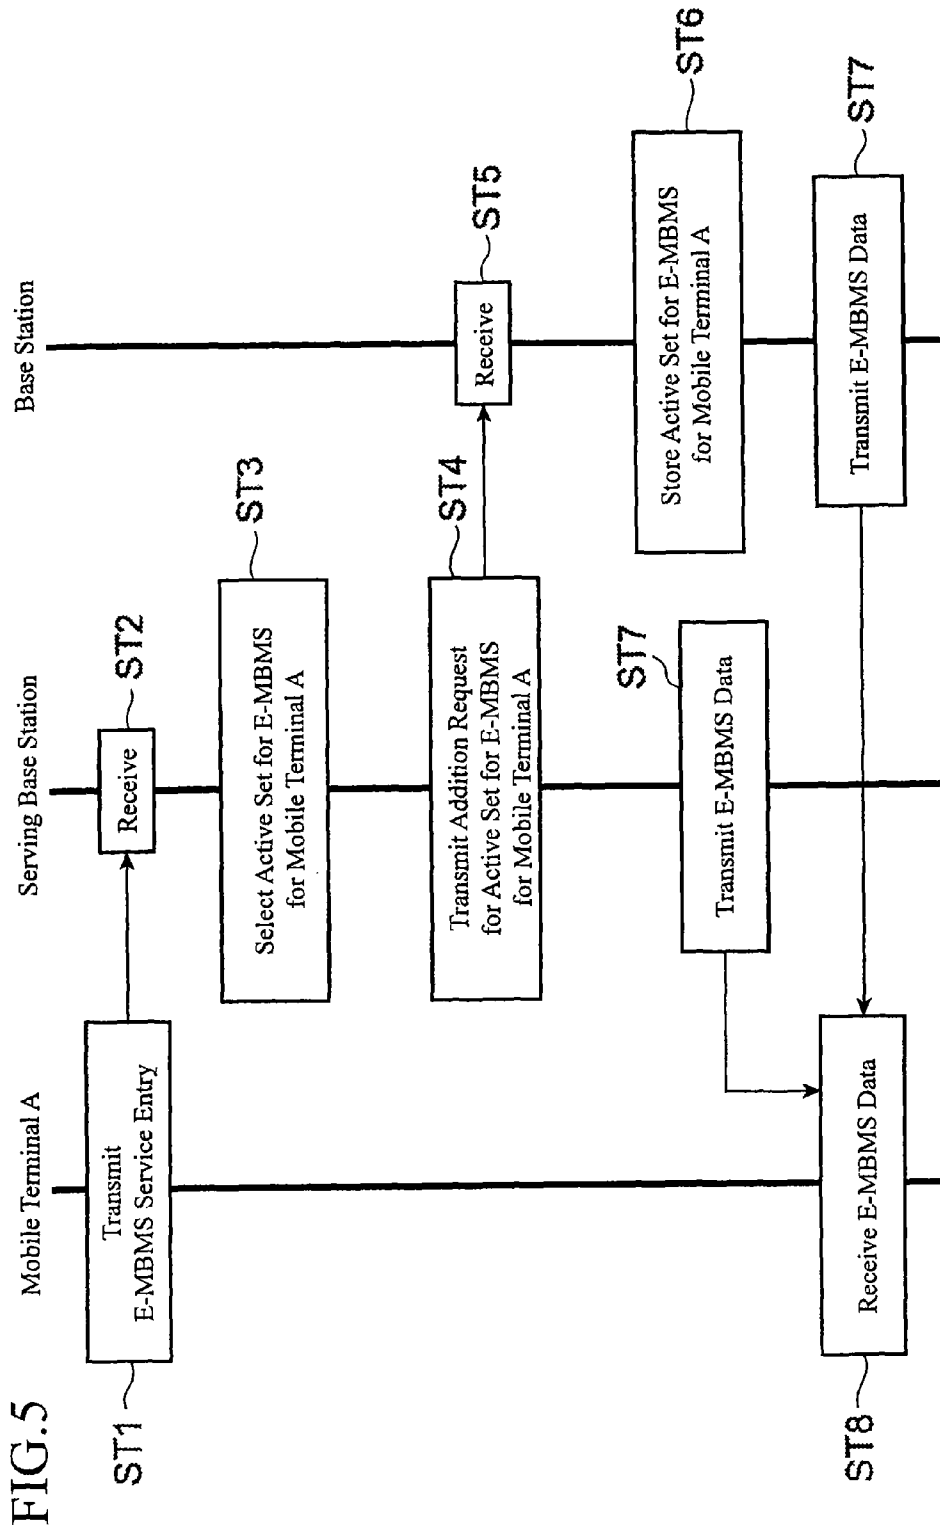 FIG.5
Mobile Terminal A
Serving Base Station
Base Station
ST1
Transmit
E-MBMS Service Entry
Receive
ST2
Select Active Set for E-MBMS
for Mobile Terminal A
ST3
Transmit Addition Request
for Active Set for E-MBMS
for Mobile Terminal A
ST4
Receive
ST5
Store Active Set for E-MBMS
for Mobile Terminal A
ST6
Transmit E-MBMS Data
ST7
Transmit E-MBMS Data
ST7
ST8
Receive E-MBMS Data